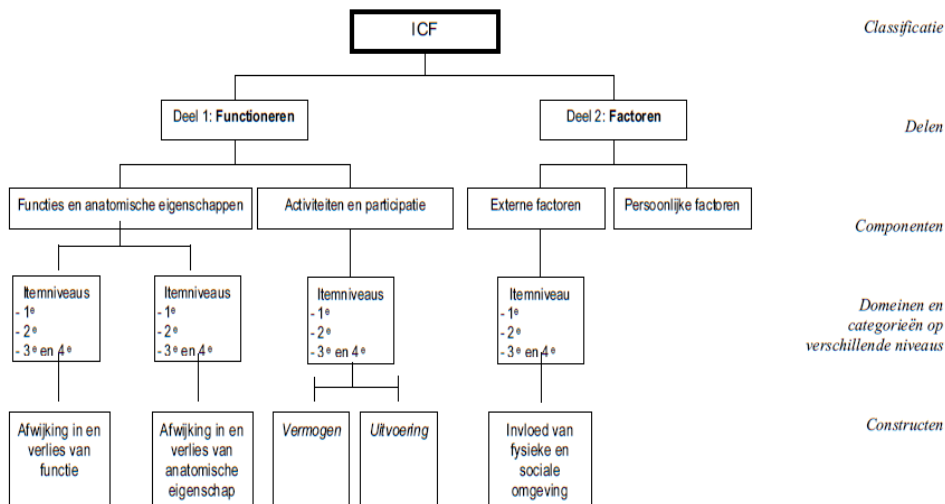 ICF
Classificatie
Deel 1: Functioneren
Deel 2: Factoren
Delen
Functies en anatomische eigenschappen
Activiteiten en participatie
Externe factoren
Persoonlijke factoren
Componenten
Itemniveaus
- 1e
- 2e
- 3e en 4e
Itemniveaus
- 1e
- 2e
- 3e en 4e
Itemniveaus
- 1e
- 2e
- 3e en 4e
Itemniveau
- 1e
- 2e
- 3e en 4e
Domeinen en
categorieën op
verschillende niveaus
Afwijking in en
verlies van
functie
Afwijking in en
verlies van
anatomische
eigenschap
Vermogen
Uitvoering
Invloed van
fysieke en
sociale
omgeving
Constructen